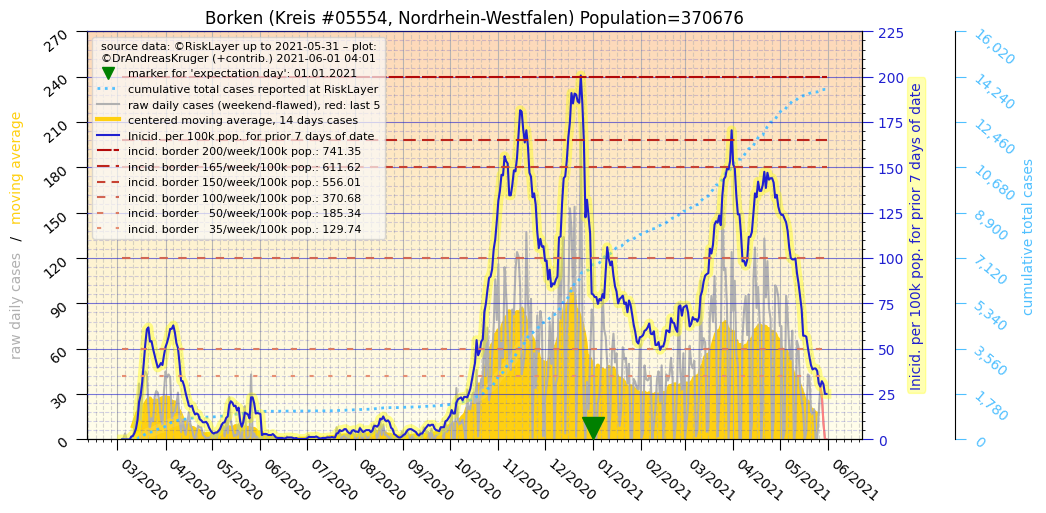 Borken (Kreis #05554, Nordrhein-Westfalen) Population=370676
source data: ©RiskLayer up to 2021-05-31 – plot:
©DrAndreasKruger (+contrib.) 2021-06-01 04:01
marker for 'expectation day': 01.01.2021
cumulative total cases reported at RiskLayer
raw daily cases (weekend-flawed), red: last 5
centered moving average, 14 days cases
Inicid. per 100k pop. for prior 7 days of date
incid. border 200/week/100k pop.: 741.35
incid. border 165/week/100k pop.: 611.62
incid. border 150/week/100k pop.: 556.01
incid. border 100/week/100k pop.: 370.68
incid. border   50/week/100k pop.: 185.34
incid. border   35/week/100k pop.: 129.74
raw daily cases / moving average
270
240
210
180
150
120
90
60
30
0
225
200
175
150
125
100
75
50
25
0
Inicid. per 100k pop. for prior 7 days of date
16,020
14,240
12,460
10,680
8,900
7,120
5,340
3,560
1,780
0
cumulative total cases
03/2020
04/2020
05/2020
06/2020
07/2020
08/2020
09/2020
10/2020
11/2020
12/2020
01/2021
02/2021
03/2021
04/2021
05/2021
06/2021